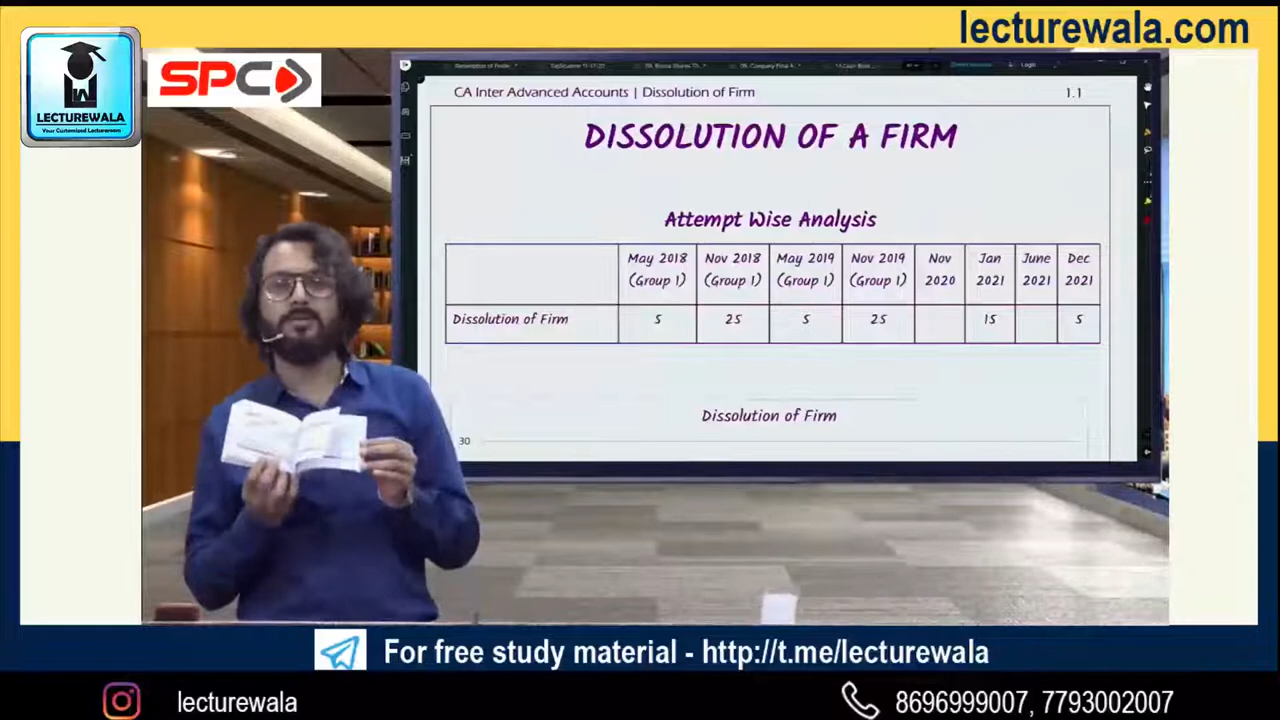 lecturewala.com
LECTUREWALA
Your Customized Lectureroom
SPC
CA Inter Advanced Accounts | Dissolution of Firm 1.1
DISSOLUTION OF A FIRM
Attempt Wise Analysis
May 2018 (Group 1) Nov 2018 (Group 1) May 2019 (Group 1) Nov 2019 (Group 1) Nov 2020 Jan 2021 June 2021 Dec 2021
Dissolution of Firm 5 25 5 25 15 5
Dissolution of Firm
30
For free study material - http://t.me/lecturewala
lecturewala
8696999007, 7793002007